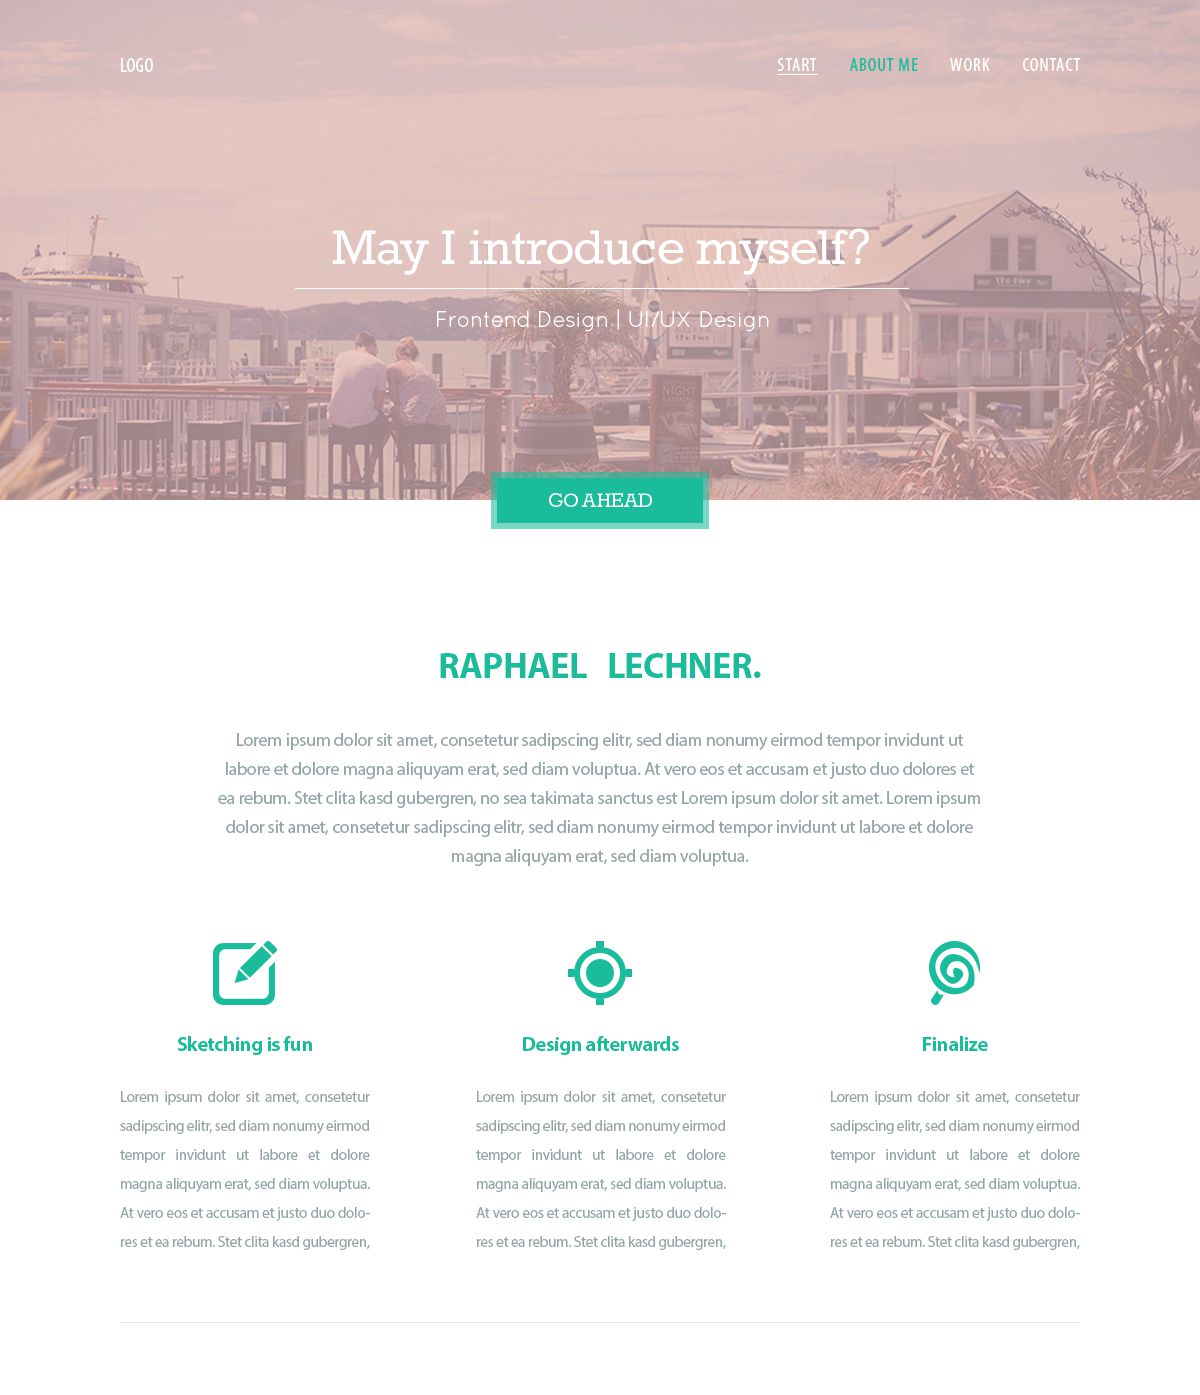 LOGO START ABOUT ME WORK CONTACT
May I introduce myself?
Frontend Design | UI/UX Design
The Pier
The Pier
NIGHT
GO AHEAD
RAPHAEL LECHNER.
Lorem ipsum dolor sit amet, consetetur sadipscing elitr, sed diam nonumy eirmod tempor invidunt ut
labore et dolore magna aliquyam erat, sed diam voluptua. At vero eos et accusam et justo duo dolores et
ea rebum. Stet clita kasd gubergren, no sea takimata sanctus est Lorem ipsum dolor sit amet. Lorem ipsum
dolor sit amet, consetetur sadipscing elitr, sed diam nonumy eirmod tempor invidunt ut labore et dolore
magna aliquyam erat, sed diam voluptua.
Sketching is fun
Lorem ipsum dolor sit amet, consetetur
sadipscing elitr, sed diam nonumy eirmod
tempor invidunt ut labore et dolore
magna aliquyam erat, sed diam voluptua.
At vero eos et accusam et justo duo dolo-
res et ea rebum. Stet clita kasd gubergren,
Design afterwards
Lorem ipsum dolor sit amet, consetetur
sadipscing elitr, sed diam nonumy eirmod
tempor invidunt ut labore et dolore
magna aliquyam erat, sed diam voluptua.
At vero eos et accusam et justo duo dolo-
res et ea rebum. Stet clita kasd gubergren,
Finalize
Lorem ipsum dolor sit amet, consetetur
sadipscing elitr, sed diam nonumy eirmod
tempor invidunt ut labore et dolore
magna aliquyam erat, sed diam voluptua.
At vero eos et accusam et justo duo dolo-
res et ea rebum. Stet clita kasd gubergren,